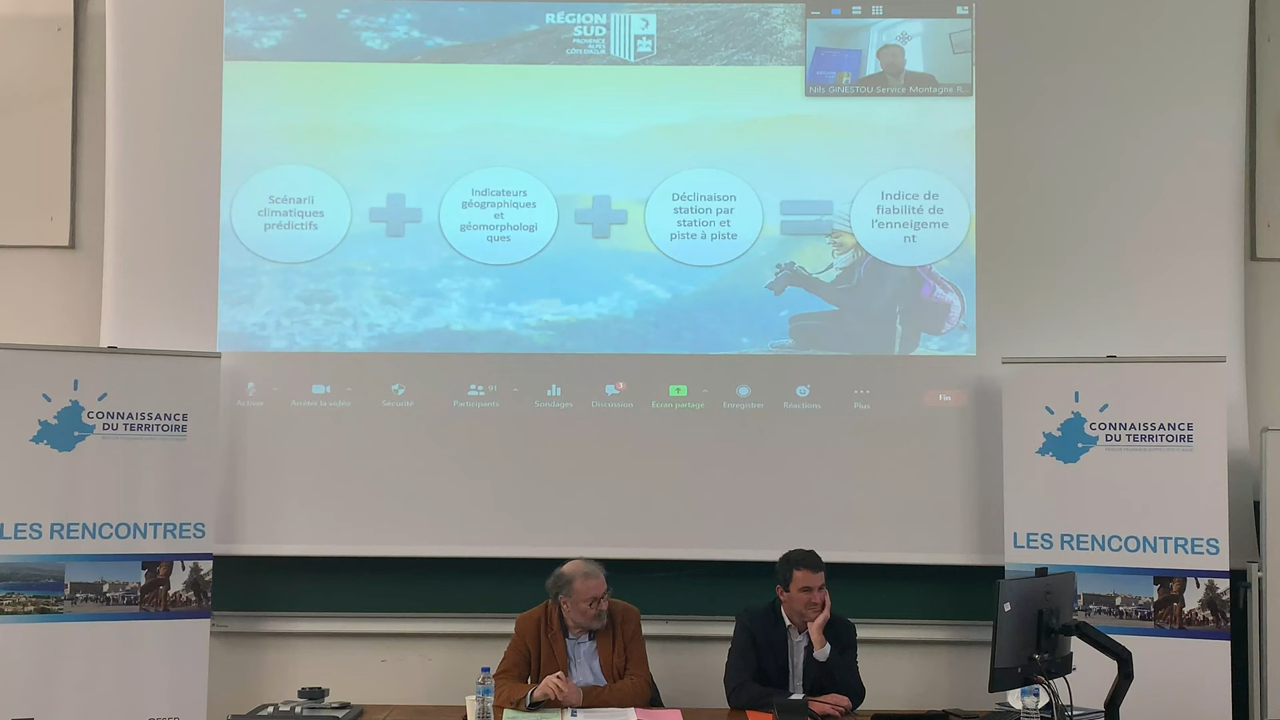 RÉGION
SUD
PROVENCE
ALPES
CÔTE D'AZUR
Nils GINESTOU Service Montagne R...
Scénarii
climatiques
prédictifs
Indicateurs
géographiques
et
géomorphologi
ques
Déclinaison
station par
station et
piste à piste
Indice de
fiabilité de
l'enneigeme
nt
Activer
Arrêter la vidéo
Sécurité
91
Participants
Sondages
1
Discussion
Écran partagé
Enregistrer
Réactions
Plus
Fin
CONNAISSANCE
DU TERRITOIRE
LES RENCONTRES
CONNAISSANCE
DU TERRITOIRE
LES RENCONTRES